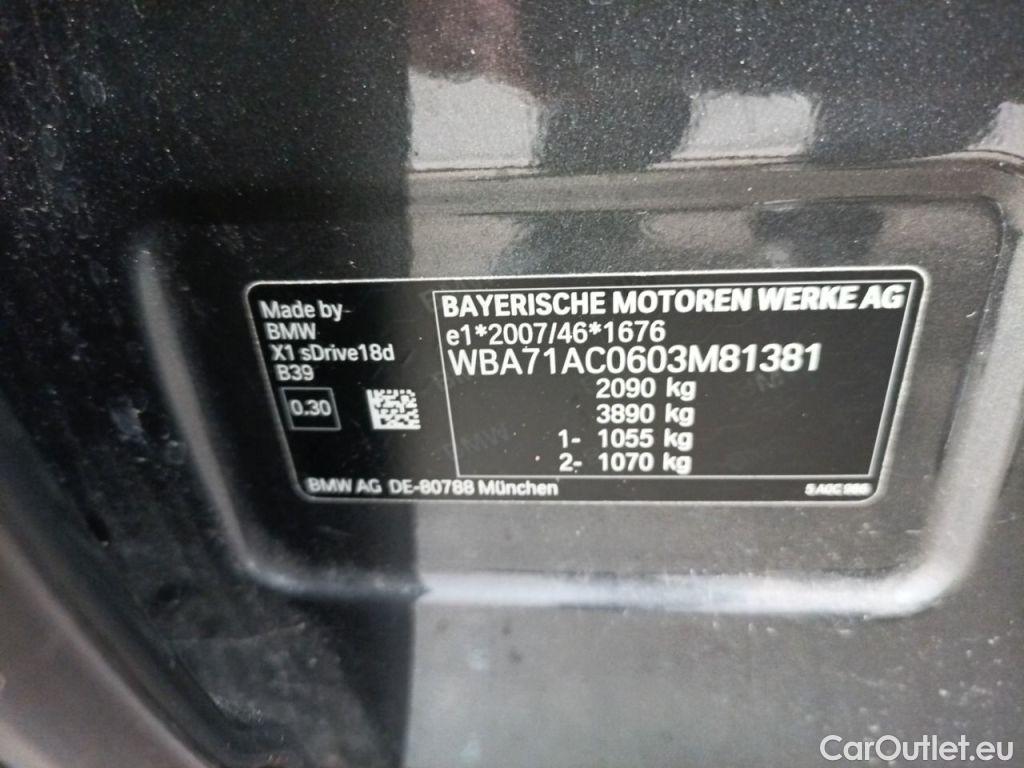 Made by
BMW
X1 sDrive18d
B39
0.30
BAYERISCHE MOTOREN WERKE AG
e1*2007/46*1676
WBA71AC0603M81381
2090 kg
3890 kg
1- 1055 kg
2- 1070 kg
BMW AG DE-80788 München
CarOutlet.eu